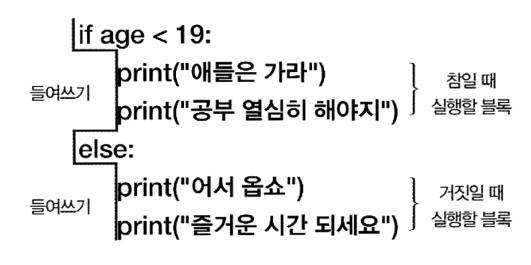 if age < 19:
print("애들은 가라")
print("공부 열심히 해야지")
들여쓰기
참일 때
실행할 블록
else:
print("어서 옵쇼")
print("즐거운 시간 되세요")
들여쓰기
거짓일 때
실행할 블록